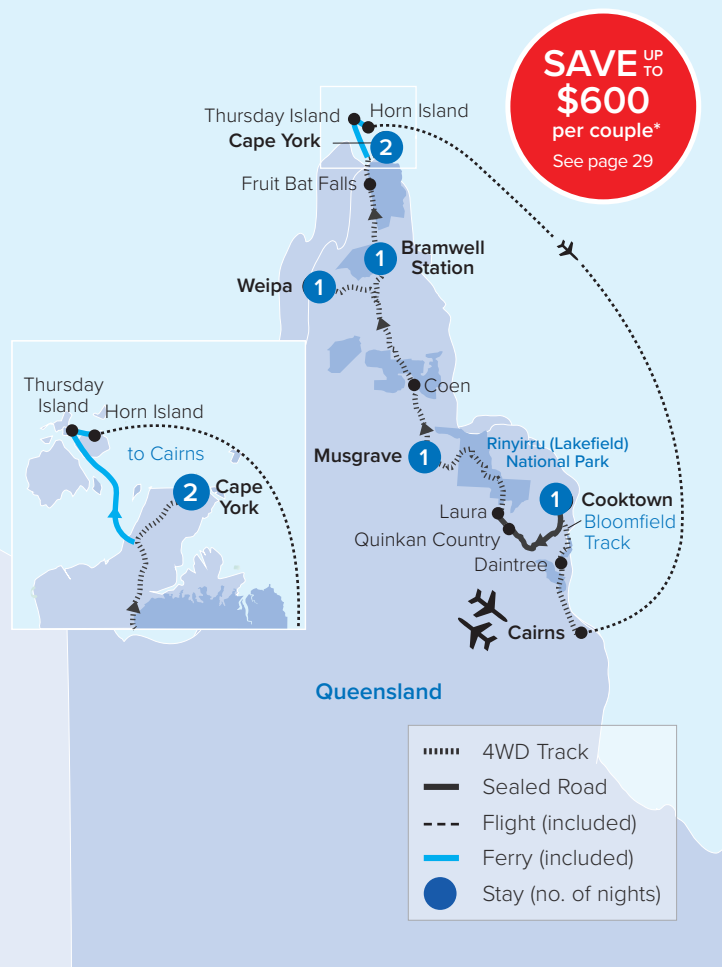 SAVE UP TO
$600
per couple*
See page 29
Thursday Island
Horn Island
Cape York
2
Fruit Bat Falls
1
Bramwell
Station
Weipa
1
Coen
Musgrave
1
Rinyirru (Lakefield)
National Park
1
Cooktown
Laura
Bloomfield
Track
Quinkan Country
Daintree
Cairns
Thursday
Island
Horn Island
to Cairns
2
Cape
York
Queensland
4WD Track
Sealed Road
Flight (included)
Ferry (included)
Stay (no. of nights)